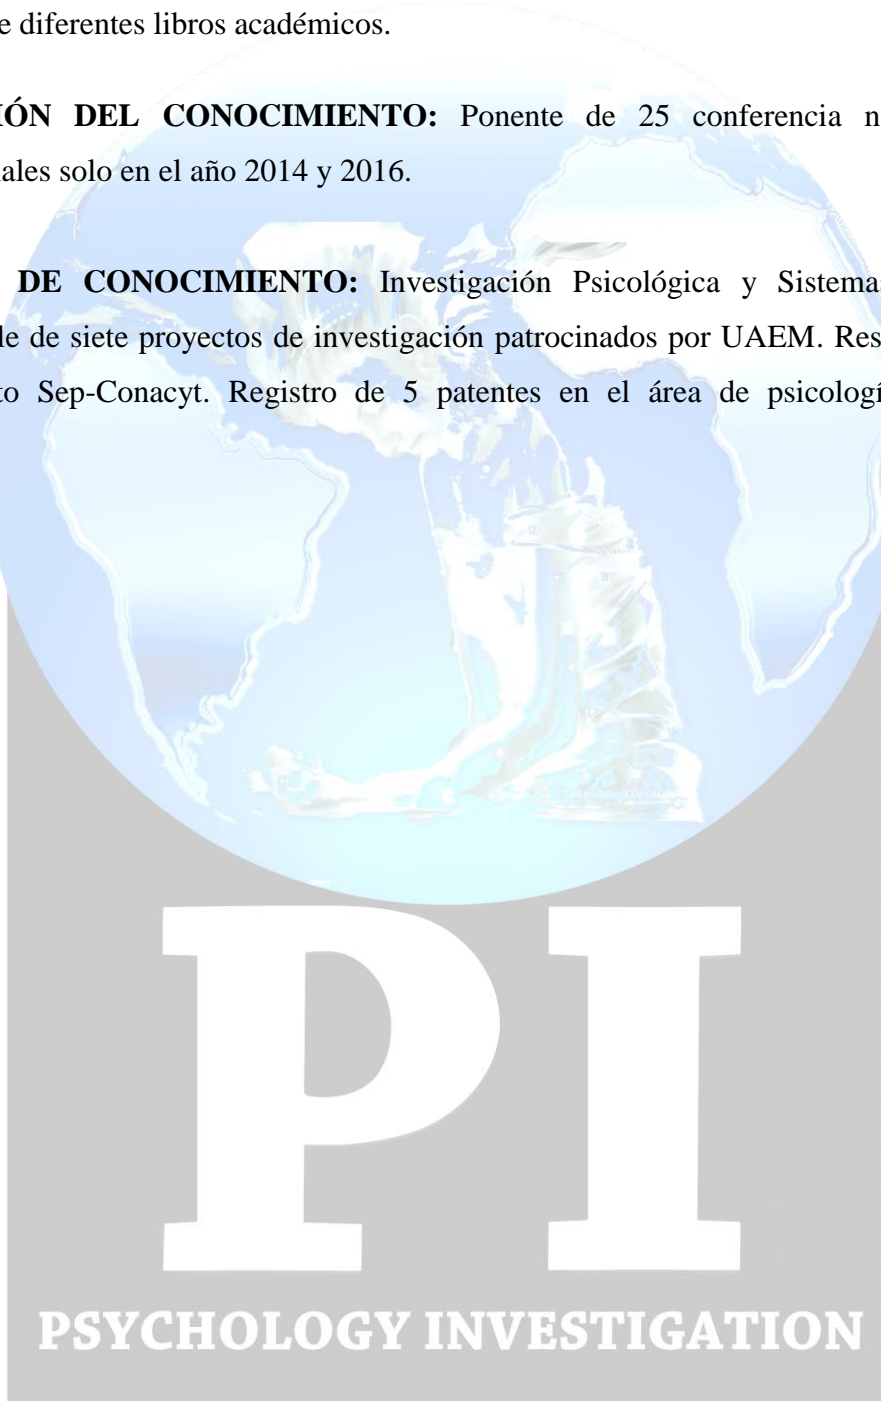 e diferentes libros académicos.
IÓN DEL CONOCIMIENTO: Ponente de 25 conferencia n
ales solo en el año 2014 y 2016.
DE CONOCIMIENTO: Investigación Psicológica y Sistema
le de siete proyectos de investigación patrocinados por UAEM. Res
to Sep-Conacyt. Registro de 5 patentes en el área de psicologí
PI
PSYCHOLOGY INVESTIGATION